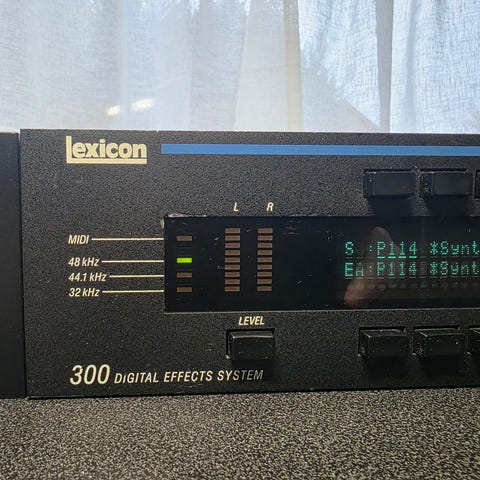 Lexicon
L R
MIDI
48 kHz
44.1 kHz
32 kHz
S :P114 *Synt
EA:P114 *Synt
LEVEL
300 DIGITAL EFFECTS SYSTEM